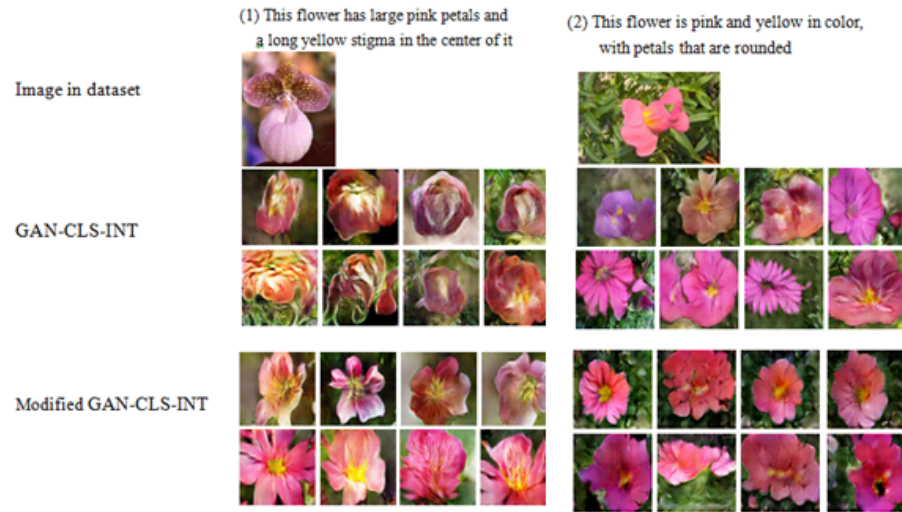 (1) This flower has large pink petals and
a long yellow stigma in the center of it
(2) This flower is pink and yellow in color,
with petals that are rounded
Image in dataset
GAN-CLS-INT
Modified GAN-CLS-INT